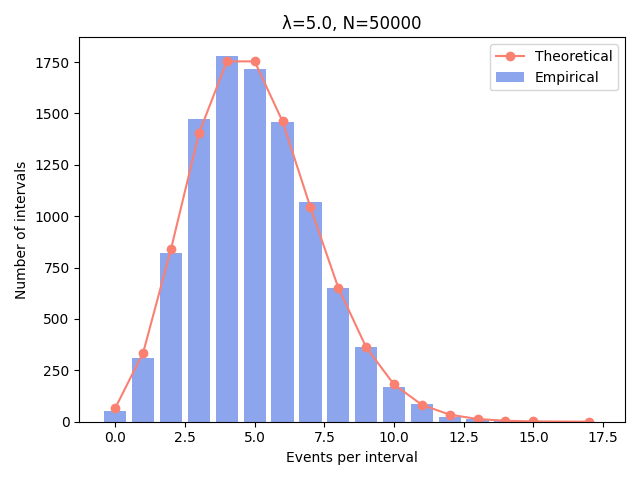 λ=5.0, N=50000
Theoretical
Empirical
Number of intervals
1750
1500
1250
1000
750
500
250
0
0.0 2.5 5.0 7.5 10.0 12.5 15.0 17.5
Events per interval